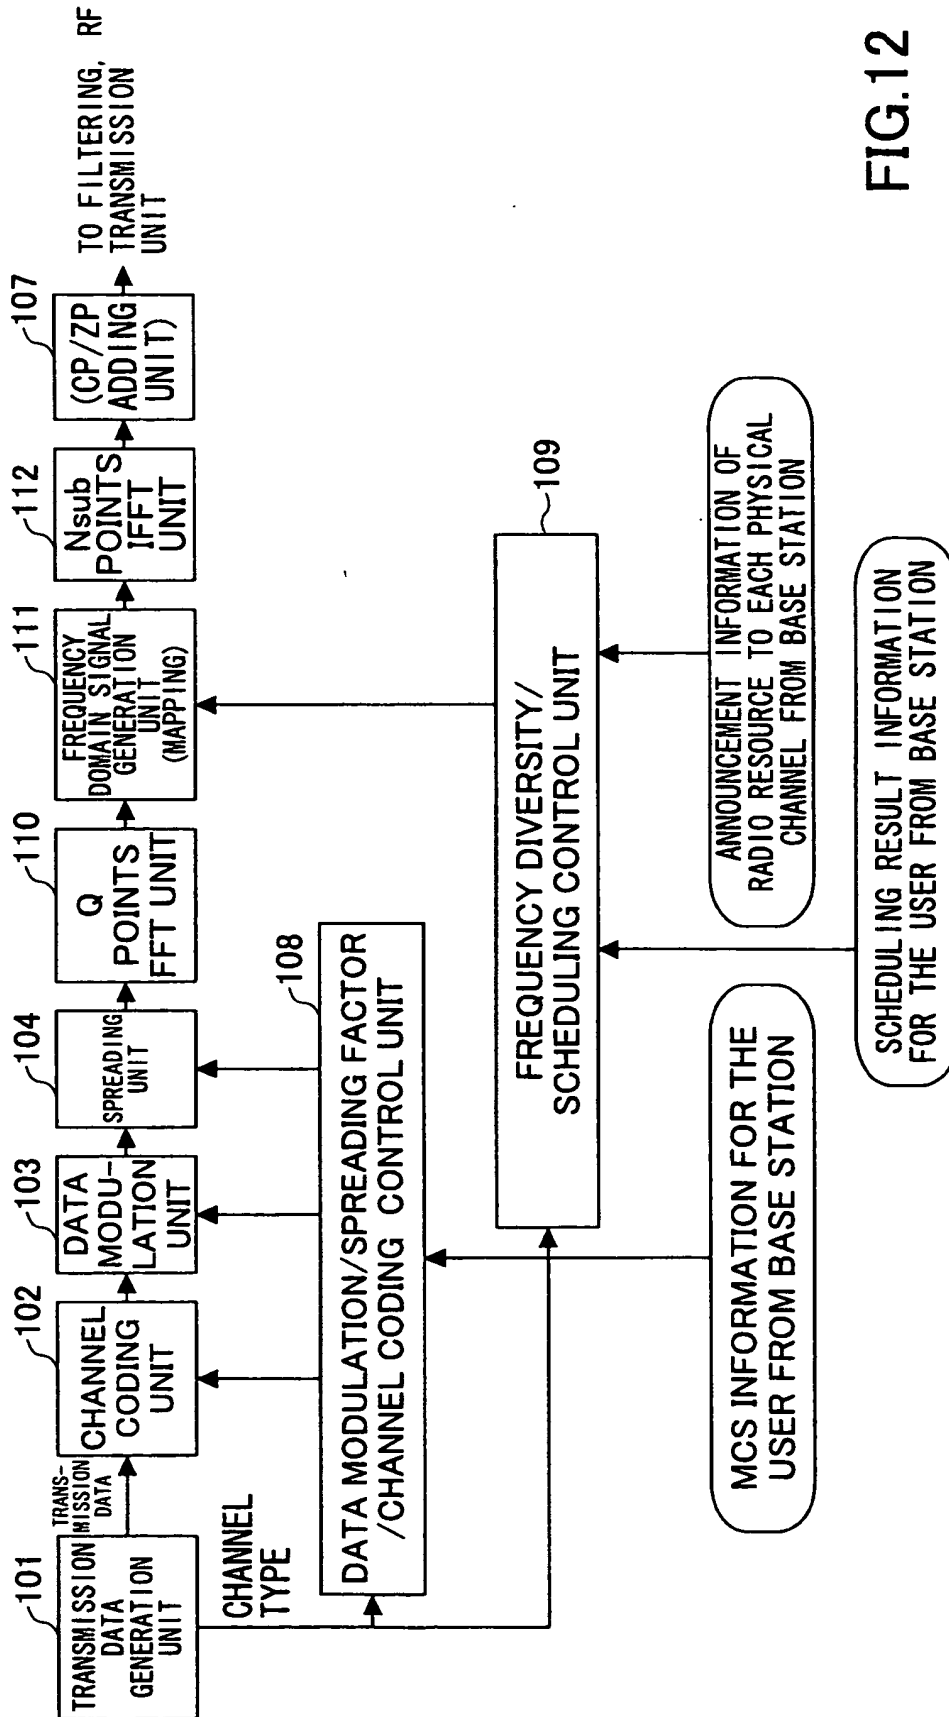 101
TRANSMISSION
DATA
GENERATION
UNIT
TRANS-
MISSION
DATA
102
CHANNEL
CODING
UNIT
103
DATA
MODU-
LATION
UNIT
104
SPREADING
UNIT
110
Q
POINTS
FFT UNIT
111
FREQUENCY
DOMAIN SIGNAL
GENERATION
UNIT
(MAPPING)
112
Nsub
POINTS
IFFT
UNIT
107
(CP/ZP
ADDING
UNIT)
TO FILTERING, RF
TRANSMISSION
UNIT
CHANNEL
TYPE
108
DATA MODULATION/SPREADING FACTOR
/CHANNEL CODING CONTROL UNIT
109
FREQUENCY DIVERSITY/
SCHEDULING CONTROL UNIT
MCS INFORMATION FOR THE
USER FROM BASE STATION
ANNOUNCEMENT INFORMATION OF
RADIO RESOURCE TO EACH PHYSICAL
CHANNEL FROM BASE STATION
SCHEDULING RESULT INFORMATION
FOR THE USER FROM BASE STATION
FIG.12